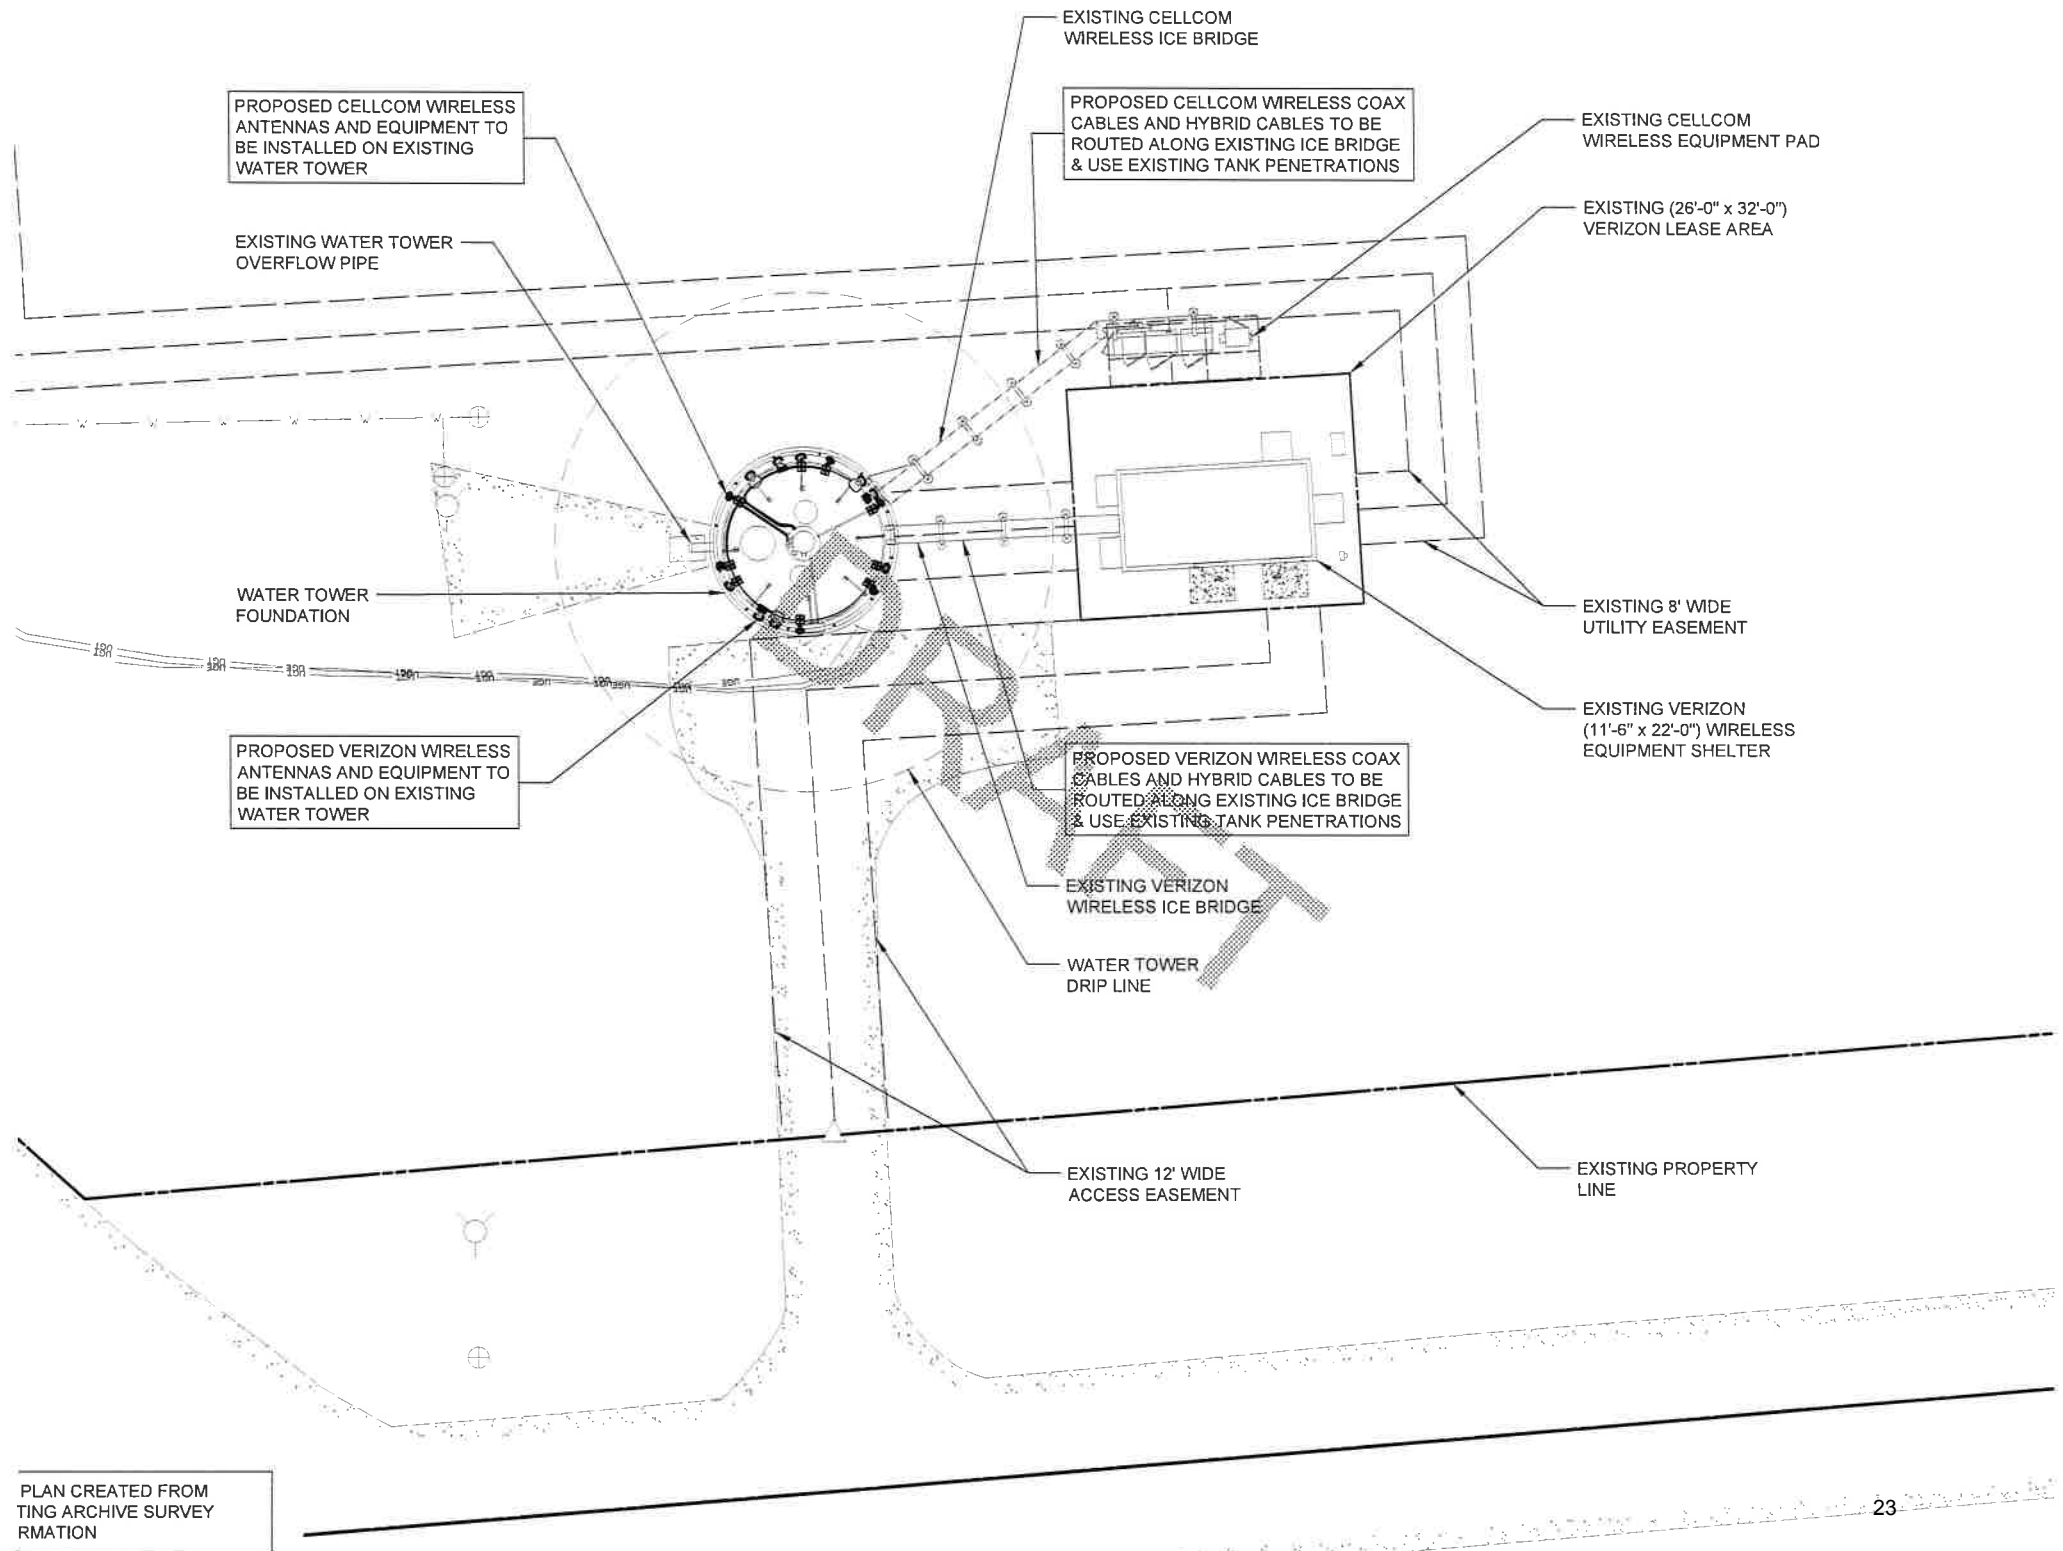 EXISTING CELLCOM
WIRELESS ICE BRIDGE
PROPOSED CELLCOM WIRELESS
ANTENNAS AND EQUIPMENT TO
BE INSTALLED ON EXISTING
WATER TOWER
PROPOSED CELLCOM WIRELESS COAX
CABLES AND HYBRID CABLES TO BE
ROUTED ALONG EXISTING ICE BRIDGE
& USE EXISTING TANK PENETRATIONS
EXISTING CELLCOM
WIRELESS EQUIPMENT PAD
EXISTING (26'-0" x 32'-0")
VERIZON LEASE AREA
EXISTING WATER TOWER
OVERFLOW PIPE
W W W W W W
WATER TOWER
FOUNDATION
EXISTING 8' WIDE
UTILITY EASEMENT
EXISTING VERIZON
(11'-6" x 22'-0") WIRELESS
EQUIPMENT SHELTER
PROPOSED VERIZON WIRELESS
ANTENNAS AND EQUIPMENT TO
BE INSTALLED ON EXISTING
WATER TOWER
PROPOSED VERIZON WIRELESS COAX
CABLES AND HYBRID CABLES TO BE
ROUTED ALONG EXISTING ICE BRIDGE
& USE EXISTING TANK PENETRATIONS
DRAFT
EXISTING VERIZON
WIRELESS ICE BRIDGE
WATER TOWER
DRIP LINE
EXISTING 12' WIDE
ACCESS EASEMENT
EXISTING PROPERTY
LINE
PLAN CREATED FROM
TING ARCHIVE SURVEY
RMATION
23